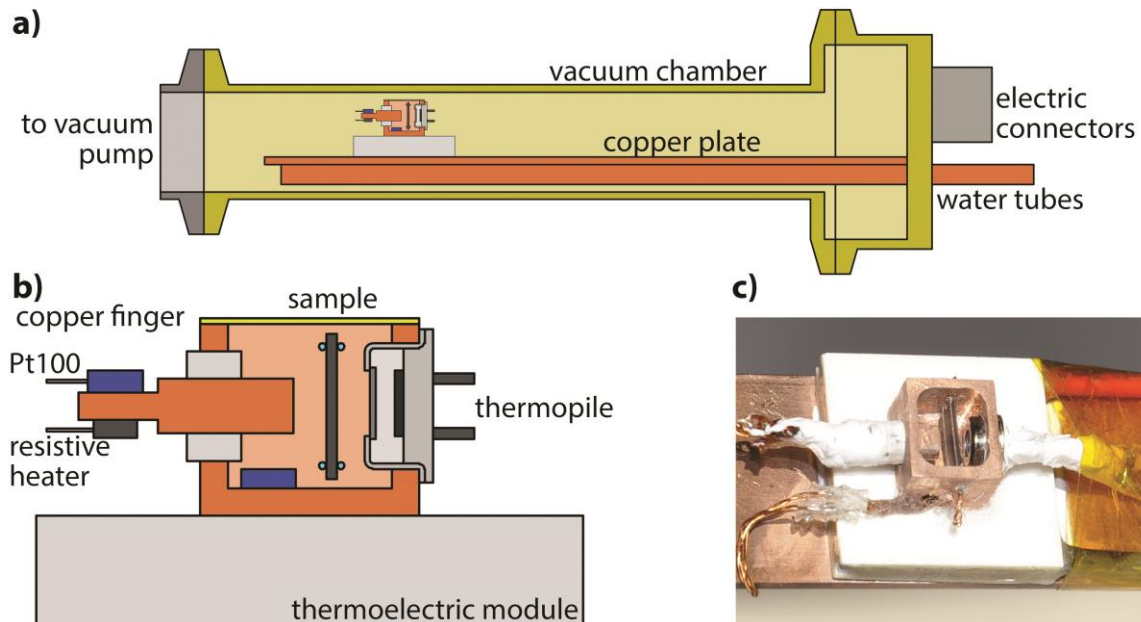 a)
vacuum chamber
to vacuum
pump
copper plate
electric
connectors
water tubes
b)
sample
copper finger
Pt100
resistive
heater
thermopile
thermoelectric module
c)